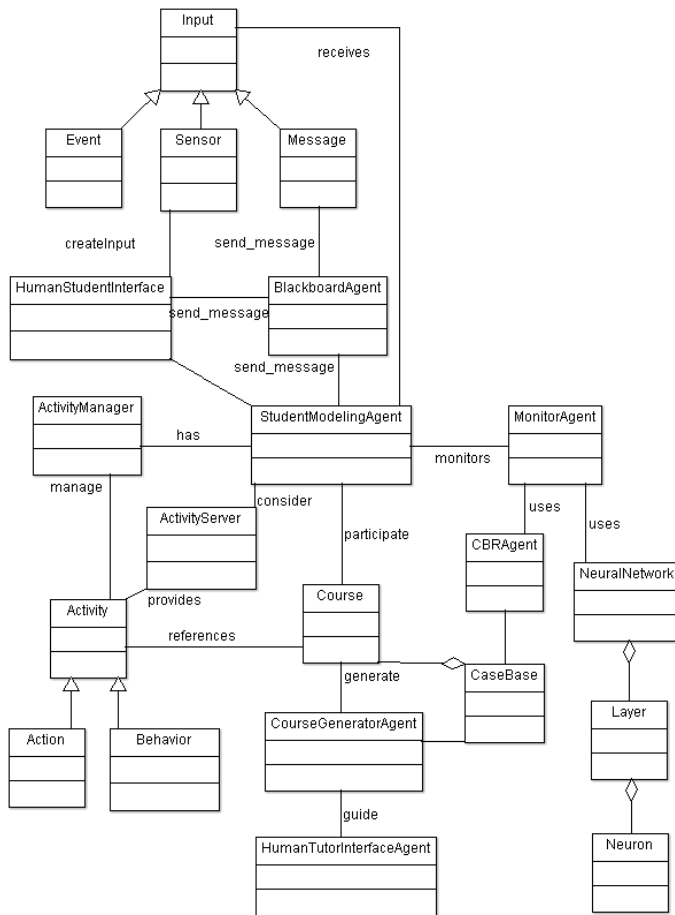 Input
receives
Event
Sensor
Message
createInput
send_message
HumanStudentInterface
BlackboardAgent
send_message
send_message
ActivityManager
StudentModelingAgent
MonitorAgent
has
monitors
manage
consider
uses
ActivityServer
uses
participate
CBRAgent
NeuralNetwork
Activity
provides
Course
references
generate
CaseBase
Layer
Action
Behavior
CourseGeneratorAgent
guide
HumanTutorInterfaceAgent
Neuron